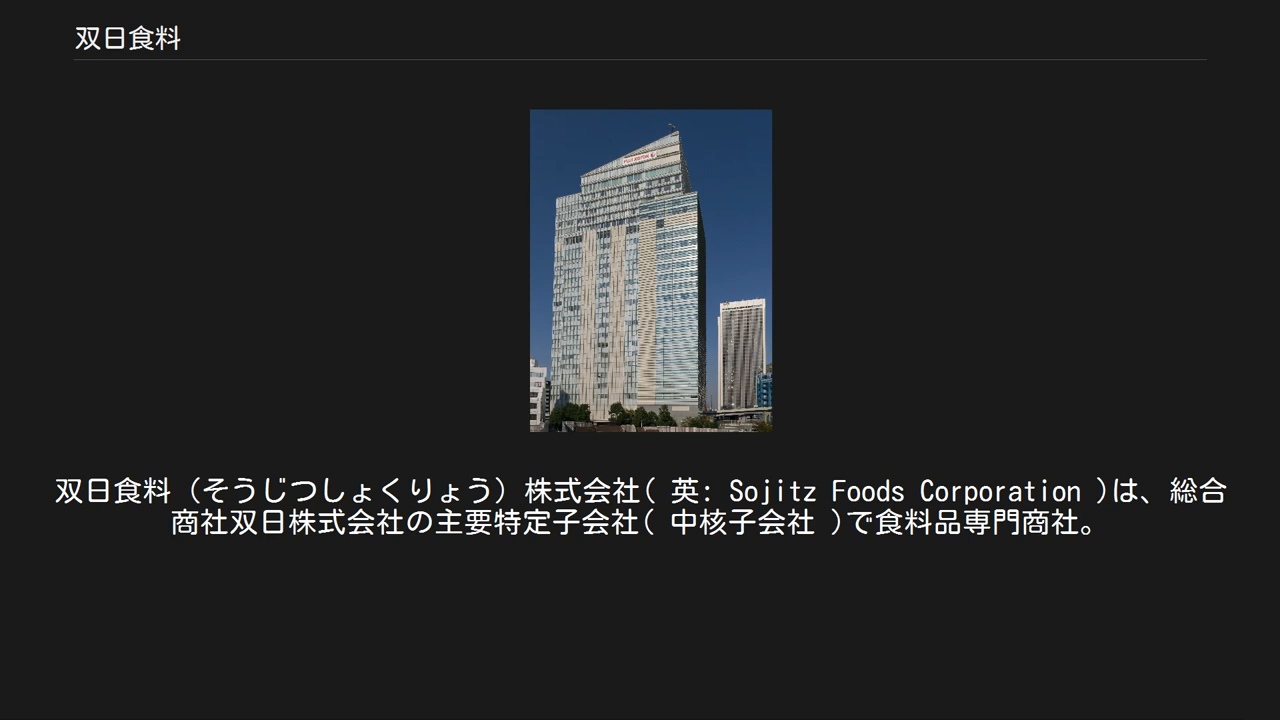 双日食料
FUJI XEROX
双日食料（そうじつしょくりょう）株式会社( 英: Sojitz Foods Corporation )は、総合
商社双日株式会社の主要特定子会社( 中核子会社 )で食料品専門商社。